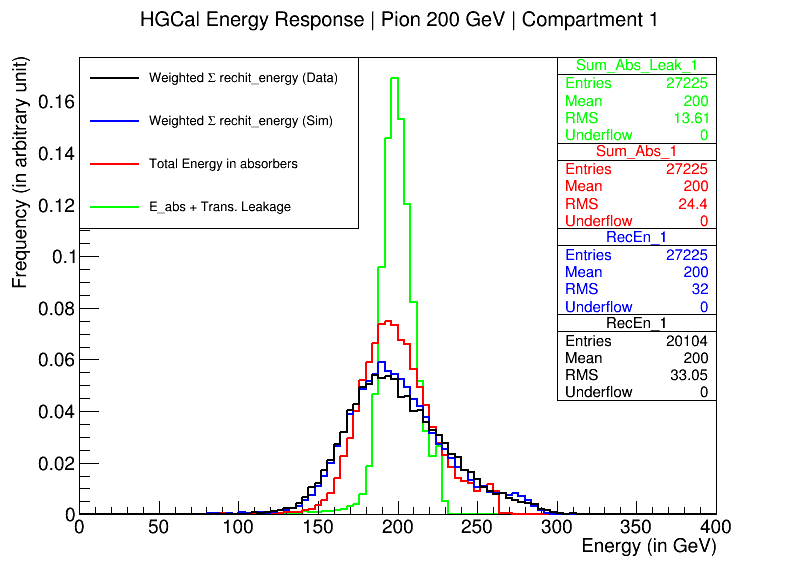 HGCal Energy Response | Pion 200 GeV | Compartment 1
Frequency (in arbitrary unit)
Weighted Σ rechit_energy (Data)
Weighted Σ rechit_energy (Sim)
Total Energy in absorbers
E_abs + Trans. Leakage
Sum_Abs_Leak_1
Entries 27225
Mean 200
RMS 13.61
Underflow 0
Sum_Abs_1
Entries 27225
Mean 200
RMS 24.4
Underflow 0
RecEn_1
Entries 27225
Mean 200
RMS 32
Underflow 0
RecEn_1
Entries 20104
Mean 200
RMS 33.05
Underflow 0
0.16
0.14
0.12
0.1
0.08
0.06
0.04
0.02
0
0 50 100 150 200 250 300 350 400
Energy (in GeV)